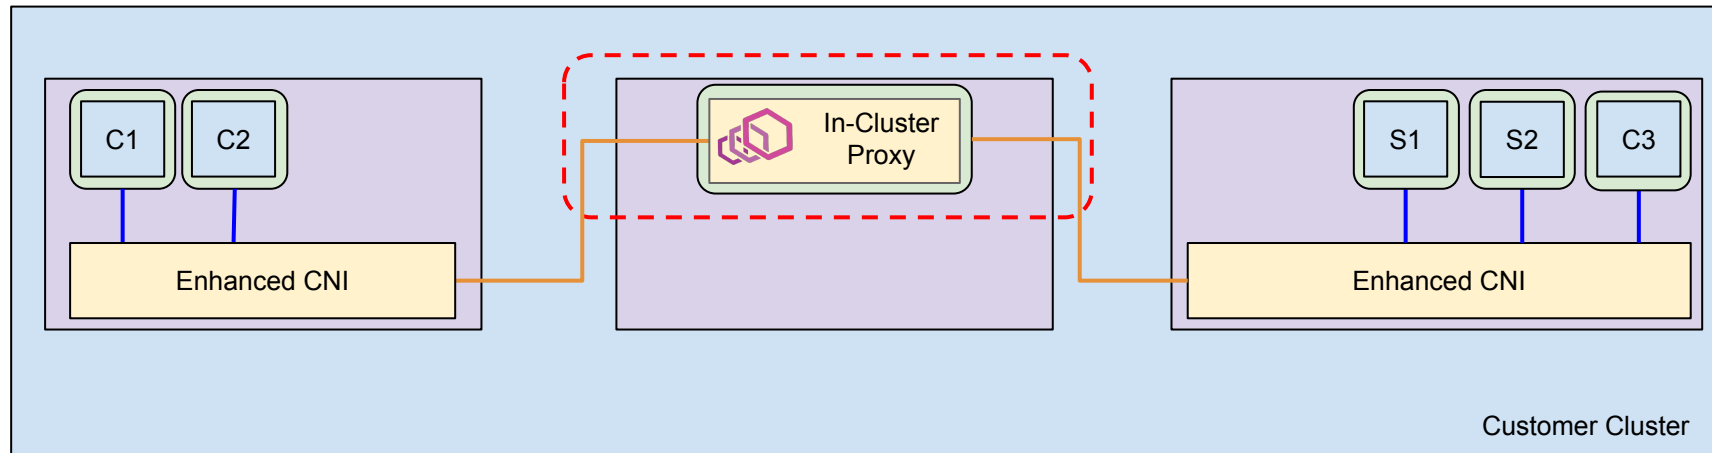 C1
C2
In-Cluster
Proxy
S1
S2
C3
Enhanced CNI
Enhanced CNI
Customer Cluster